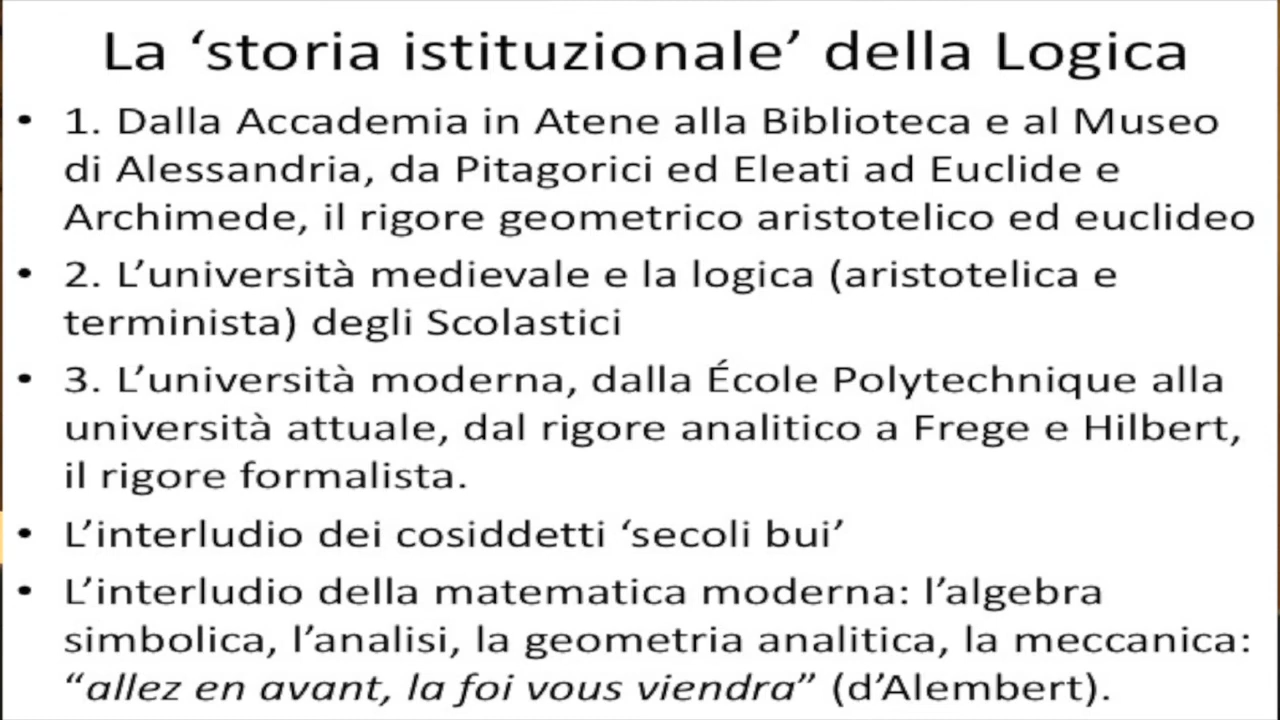 La ‘storia istituzionale’ della Logica
• 1. Dalla Accademia in Atene alla Biblioteca e al Museo
di Alessandria, da Pitagorici ed Eleati ad Euclide e
Archimede, il rigore geometrico aristotelico ed euclideo
• 2. L’università medievale e la logica (aristotelica e
terminista) degli Scolastici
• 3. L’università moderna, dalla École Polytechnique alla
università attuale, dal rigore analitico a Frege e Hilbert,
il rigore formalista.
• L’interludio dei cosiddetti ‘secoli bui’
• L’interludio della matematica moderna: l’algebra
simbolica, l’analisi, la geometria analitica, la meccanica:
“allez en avant, la foi vous viendra” (d’Alembert).